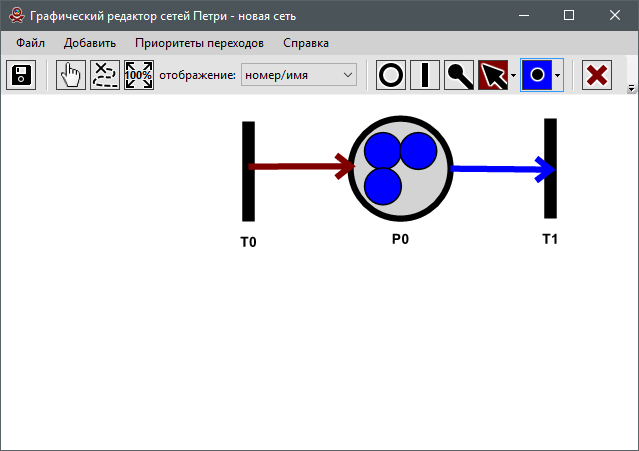 Графический редактор сетей Петри - новая сеть
Файл Добавить Приоритеты переходов Справка
100% отображение: номер/имя
T0 P0 T1